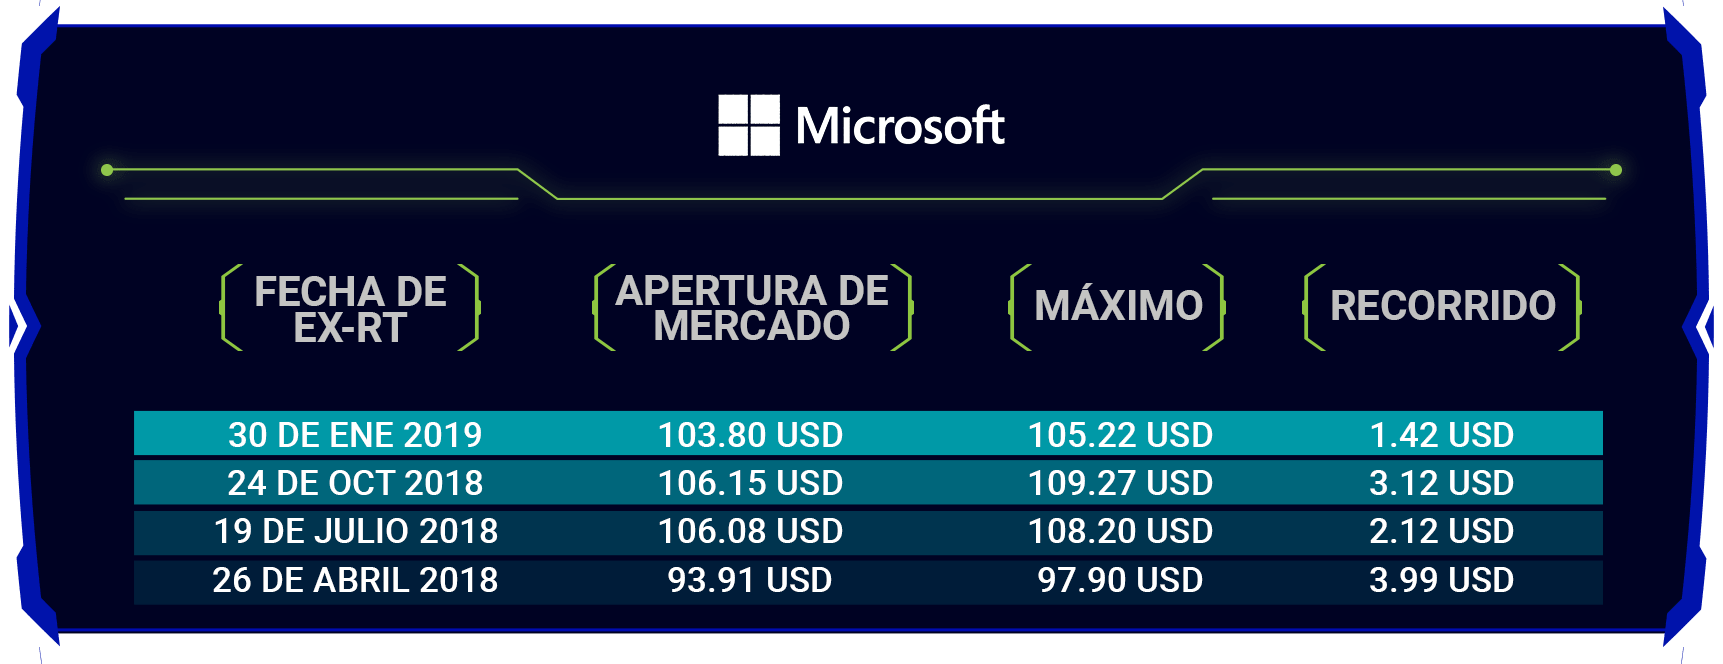 Microsoft
FECHA DE
EX-RT
APERTURA DE
MERCADO
MÁXIMO
RECORRIDO
30 DE ENE 2019 103.80 USD 105.22 USD 1.42 USD
24 DE OCT 2018 106.15 USD 109.27 USD 3.12 USD
19 DE JULIO 2018 106.08 USD 108.20 USD 2.12 USD
26 DE ABRIL 2018 93.91 USD 97.90 USD 3.99 USD